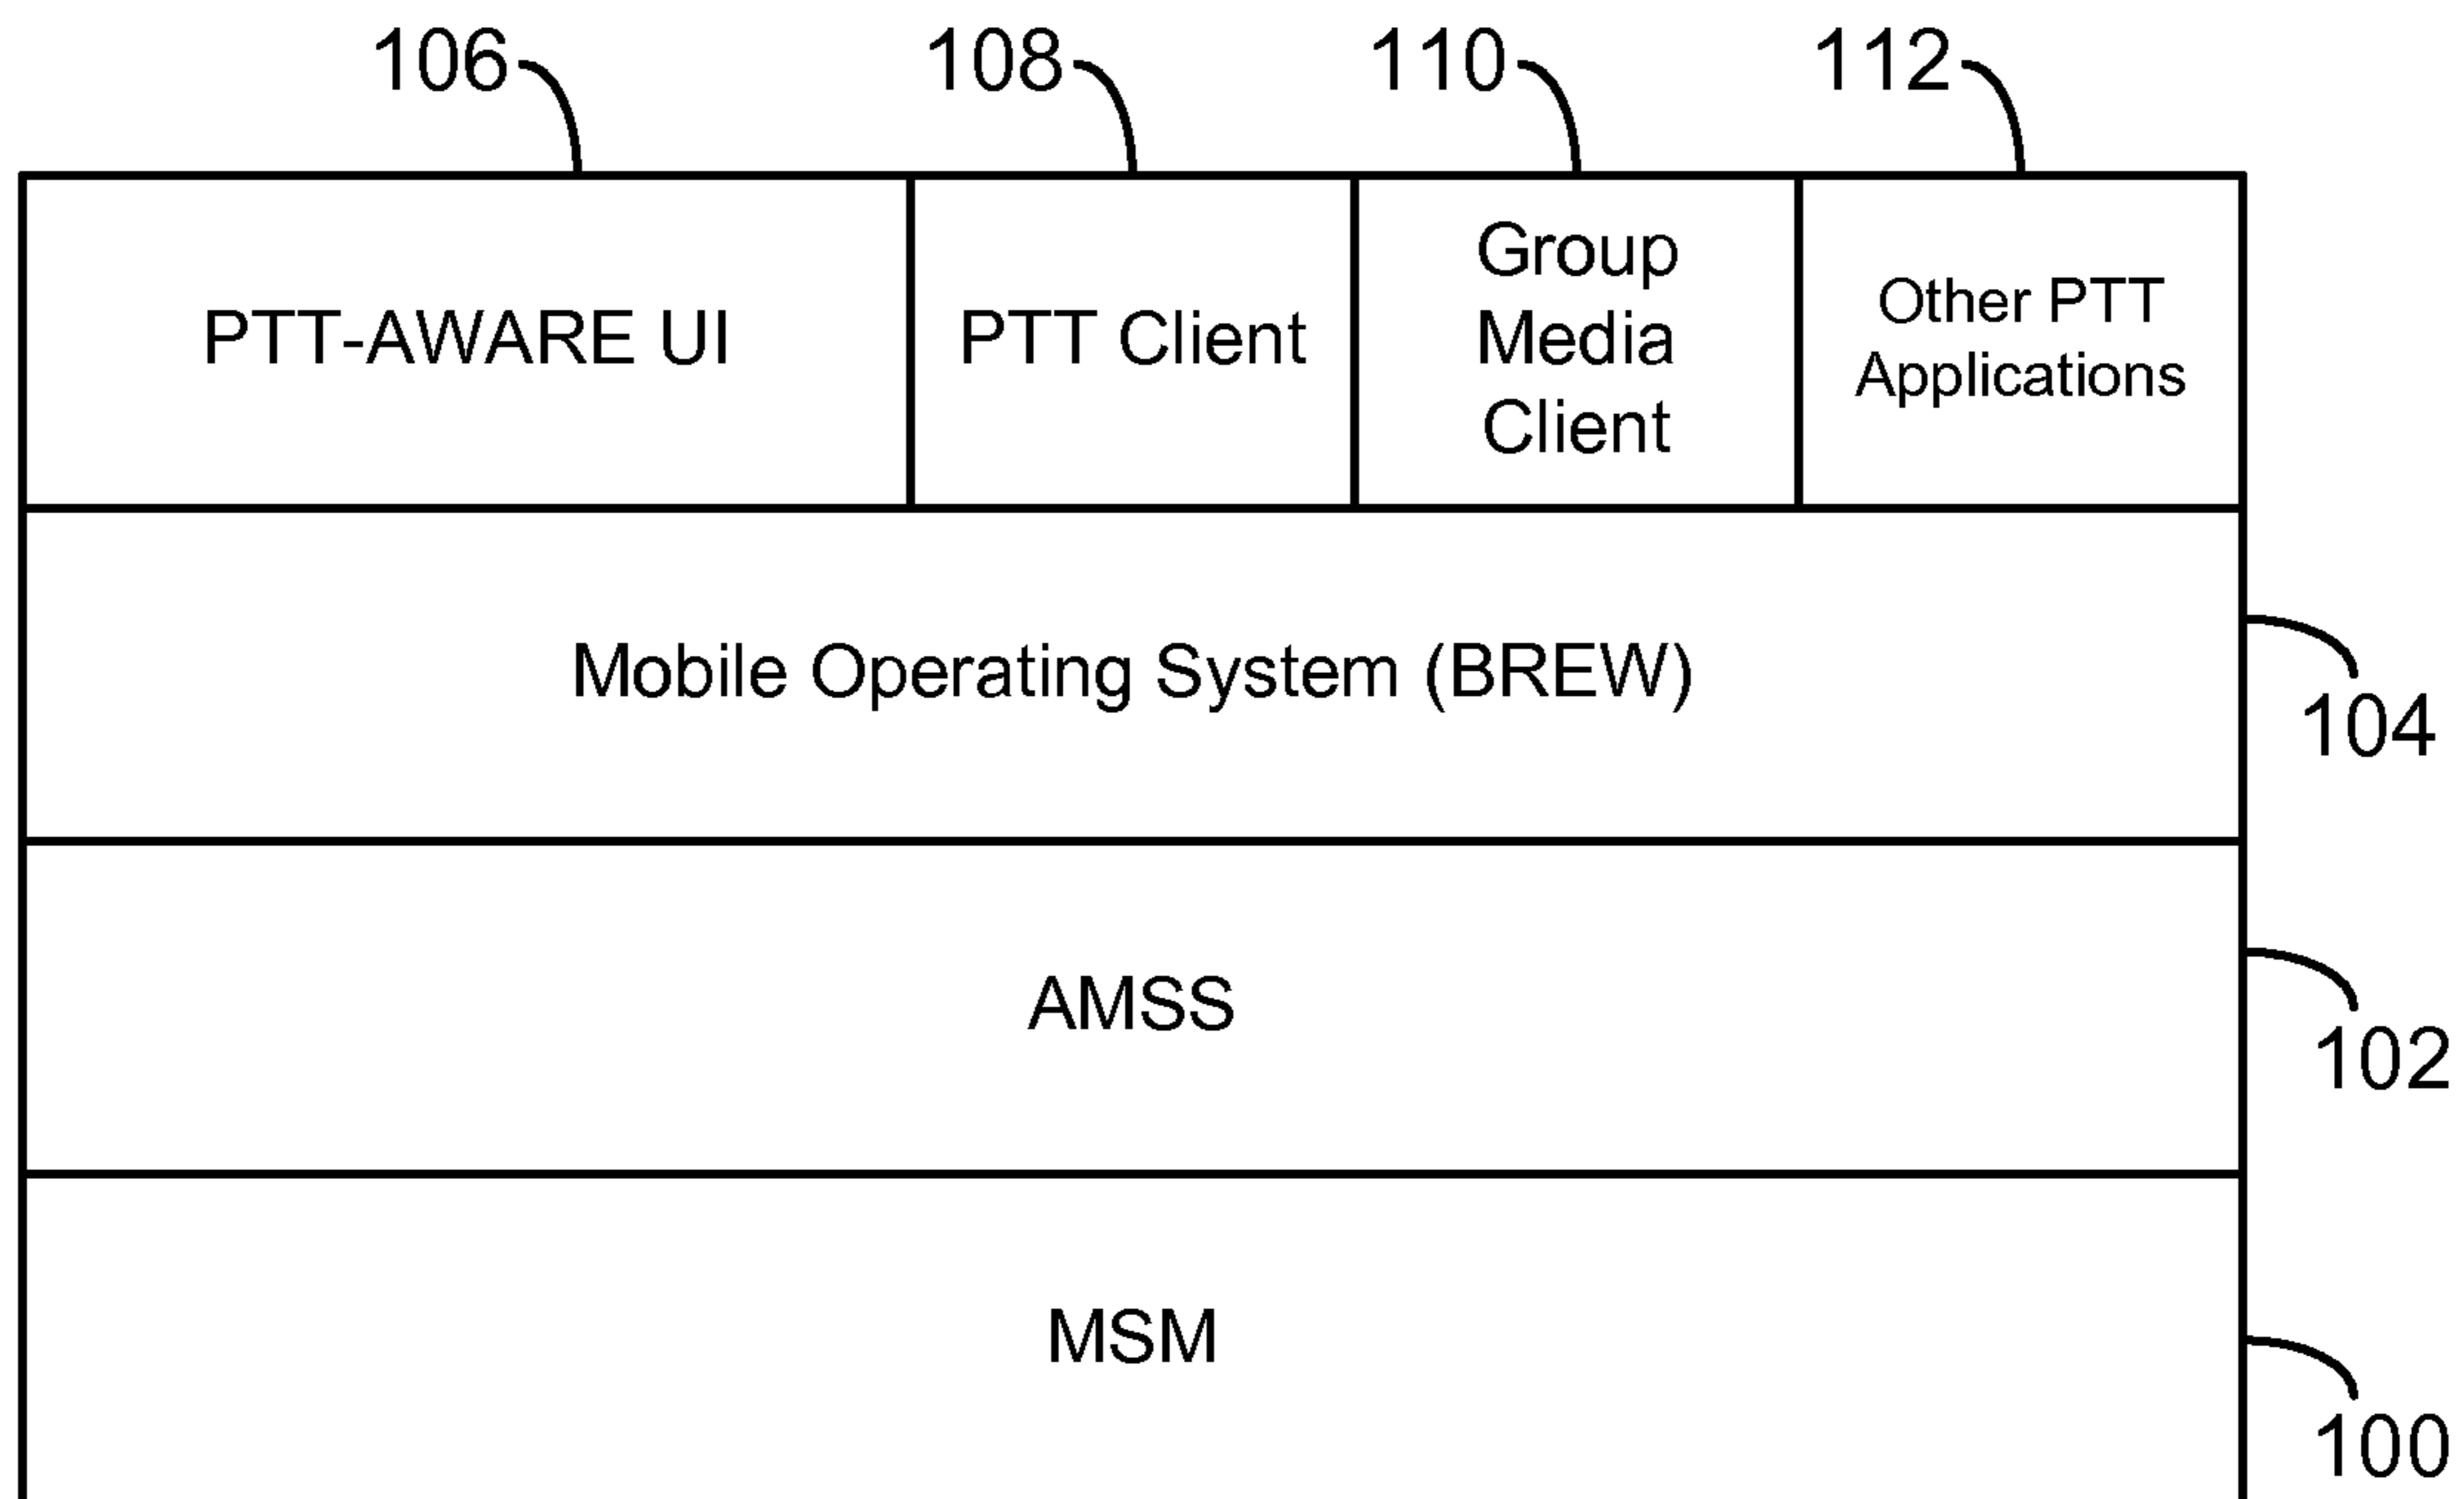 106
108
110
112
PTT-AWARE UI
PTT Client
Group
Media
Client
Other PTT
Applications
Mobile Operating System (BREW)
104
AMSS
102
MSM
100